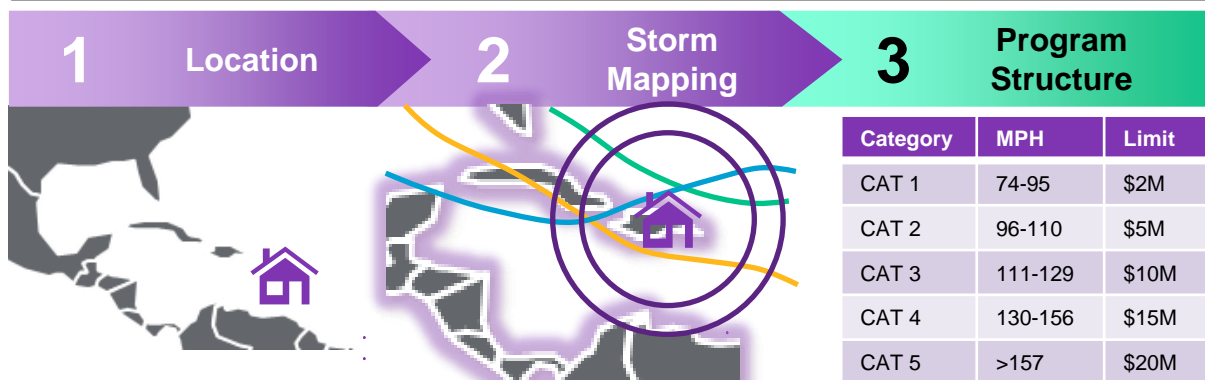 1 Location
2 Storm
Mapping
3 Program
Structure
Category MPH Limit
CAT 1 74-95 $2M
CAT 2 96-110 $5M
CAT 3 111-129 $10M
CAT 4 130-156 $15M
CAT 5 >157 $20M